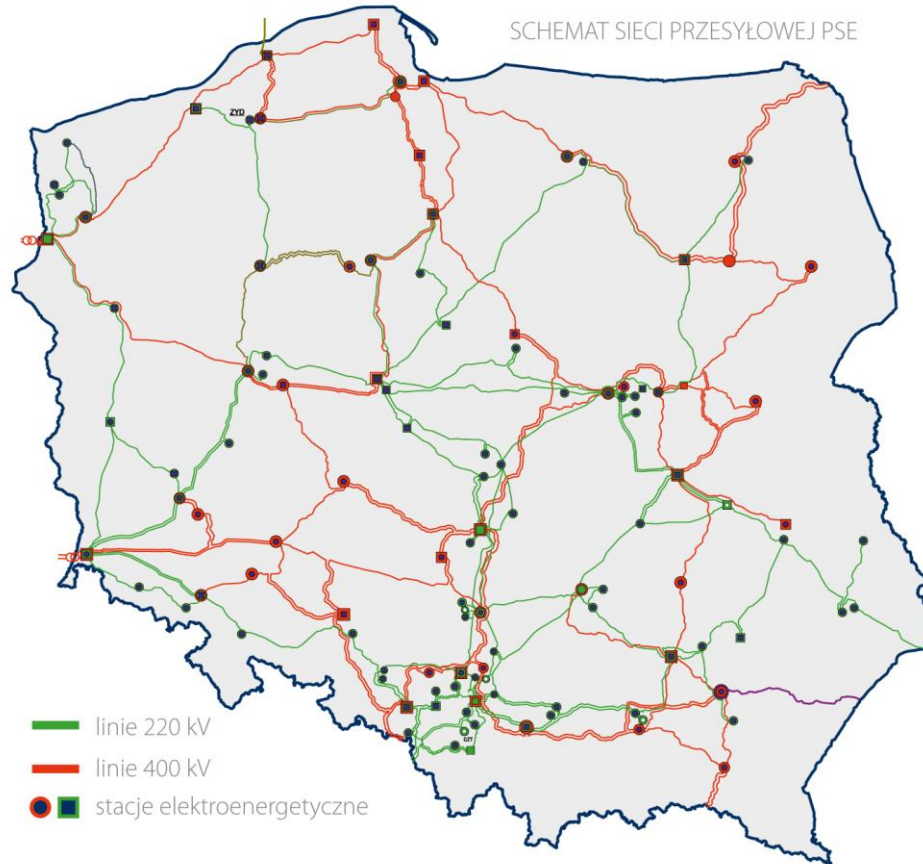 SCHEMAT SIECI PRZESYŁOWEJ PSE
ZYD
linie 220 kV
linie 400 kV
stacje elektroenergetyczne